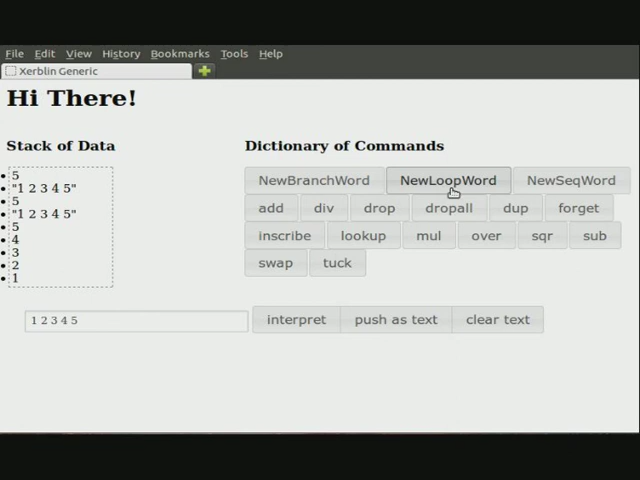 File Edit View History Bookmarks Tools Help
Xerblin Generic
Hi There!
Stack of Data
5
"1 2 3 4 5"
5
"1 2 3 4 5"
5
4
3
2
1
Dictionary of Commands
NewBranchWord NewLoopWord NewSeqWord
add div drop dropall dup forget
inscribe lookup mul over sqr sub
swap tuck
1 2 3 4 5 interpret push as text clear text